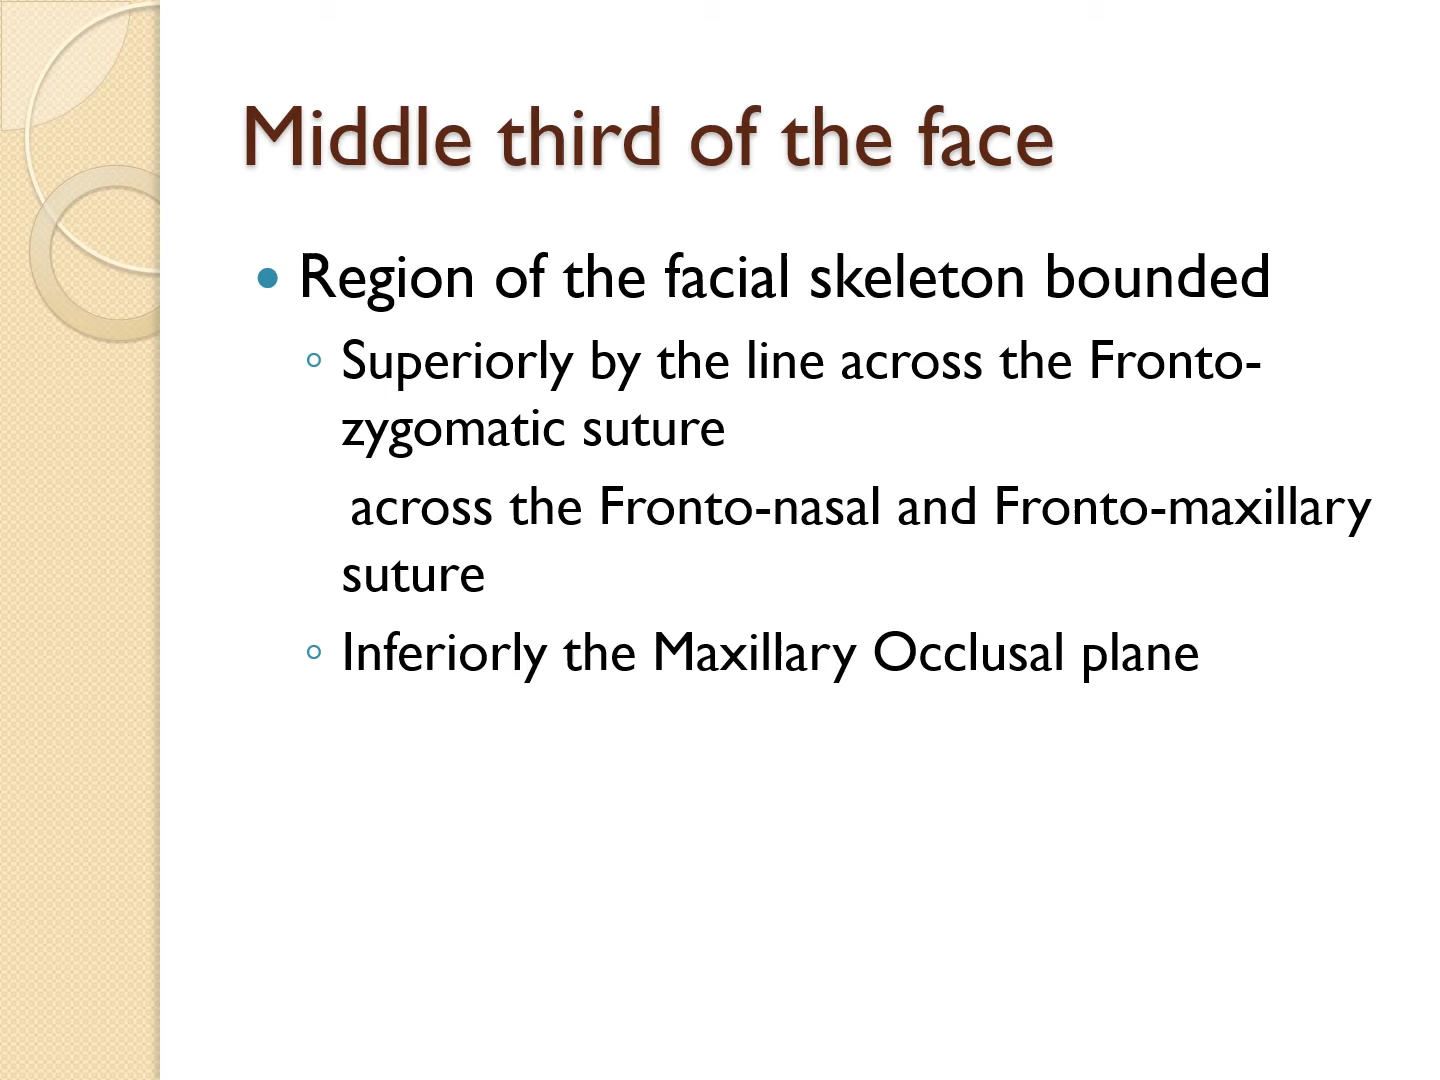 Middle third of the face
• Region of the facial skeleton bounded
◦ Superiorly by the line across the Fronto-
zygomatic suture
across the Fronto-nasal and Fronto-maxillary
suture
◦ Inferiorly the Maxillary Occlusal plane